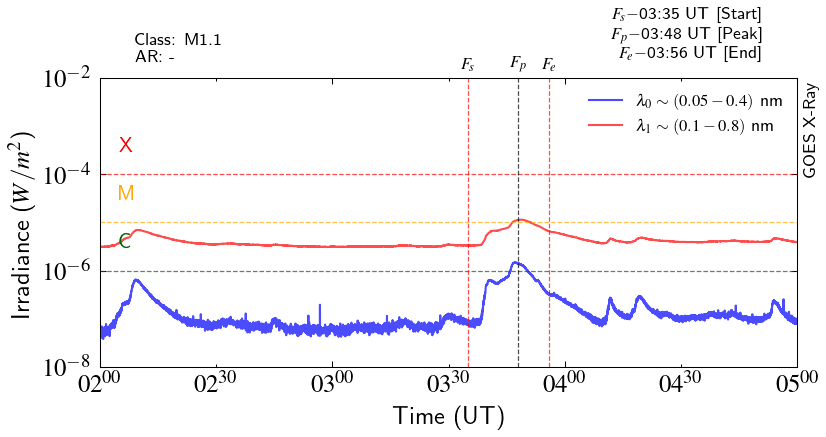 Fs−03:35 UT [Start]
Class: M1.1
Fp−03:48 UT [Peak]
AR: -
Fe−03:56 UT [End]
Fs Fp Fe
10⁻²
λ₀ ∼ (0.05 − 0.4) nm
λ₁ ∼ (0.1 − 0.8) nm
GOES X-Ray
X
10⁻⁴
M
C
10⁻⁶
10⁻⁸
Irradiance (W/m²)
02⁰⁰ 02³⁰ 03⁰⁰ 03³⁰ 04⁰⁰ 04³⁰ 05⁰⁰
Time (UT)